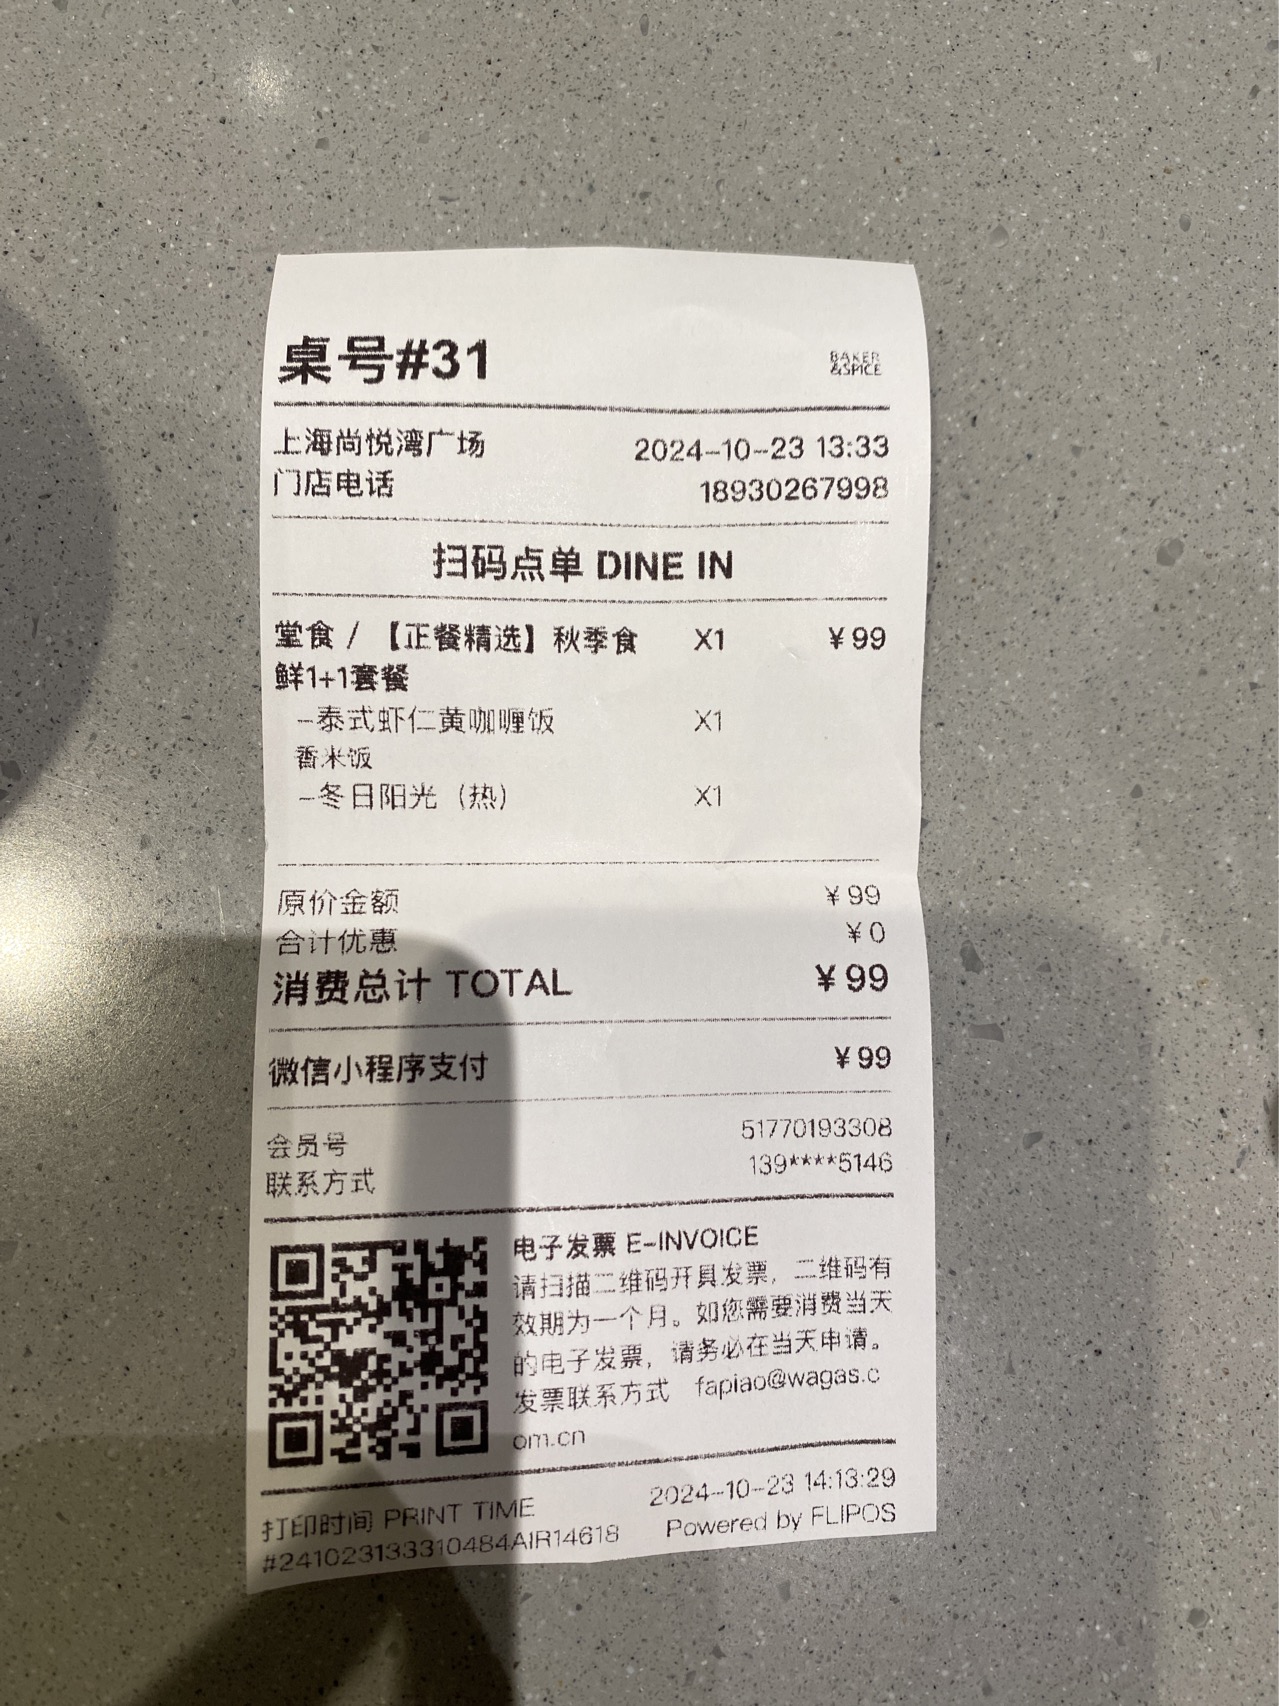 桌号#31
BAKER
&SPICE
上海尚悦湾广场 2024-10-23 13:33
门店电话 18930267998
扫码点单 DINE IN
堂食 / 【正餐精选】秋季食 X1 ¥99
鲜1+1套餐
-泰式虾仁黄咖喱饭 X1
香米饭
-冬日阳光（热） X1
原价金额 ¥99
合计优惠 ¥0
消费总计 TOTAL ¥99
微信小程序支付 ¥99
会员号 51770193308
联系方式 139****5146
电子发票 E-INVOICE
请扫描二维码开具发票，二维码有
效期为一个月。如您需要消费当天
的电子发票，请务必在当天申请。
发票联系方式 fapiao@wagas.c
om.cn
打印时间 PRINT TIME 2024-10-23 14:13:29
#241023133310484AIR14618 Powered by FLIPOS